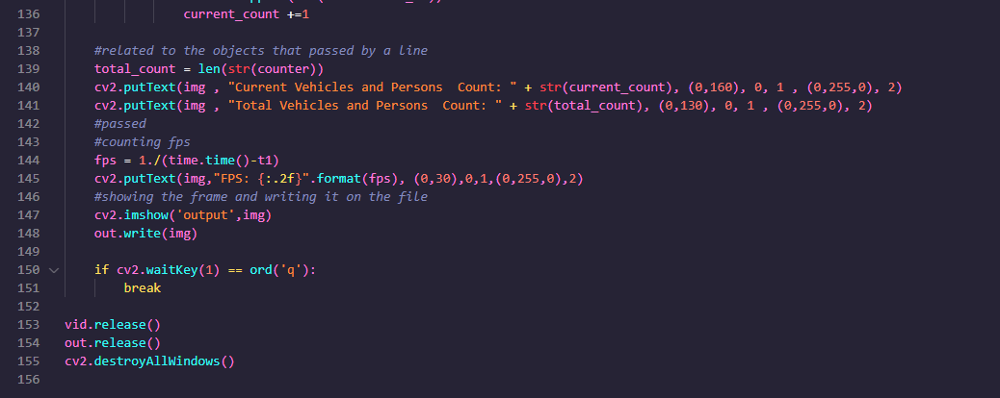 136 current_count +=1
137
138 #related to the objects that passed by a line
139 total_count = len(str(counter))
140 cv2.putText(img , "Current Vehicles and Persons  Count: " + str(current_count), (0,160), 0, 1 , (0,255,0), 2)
141 cv2.putText(img , "Total Vehicles and Persons  Count: " + str(total_count), (0,130), 0, 1 , (0,255,0), 2)
142 #passed
143 #counting fps
144 fps = 1./(time.time()-t1)
145 cv2.putText(img,"FPS: {:.2f}".format(fps), (0,30),0,1,(0,255,0),2)
146 #showing the frame and writing it on the file
147 cv2.imshow('output',img)
148 out.write(img)
149
150 if cv2.waitKey(1) == ord('q'):
151 break
152
153 vid.release()
154 out.release()
155 cv2.destroyAllWindows()
156